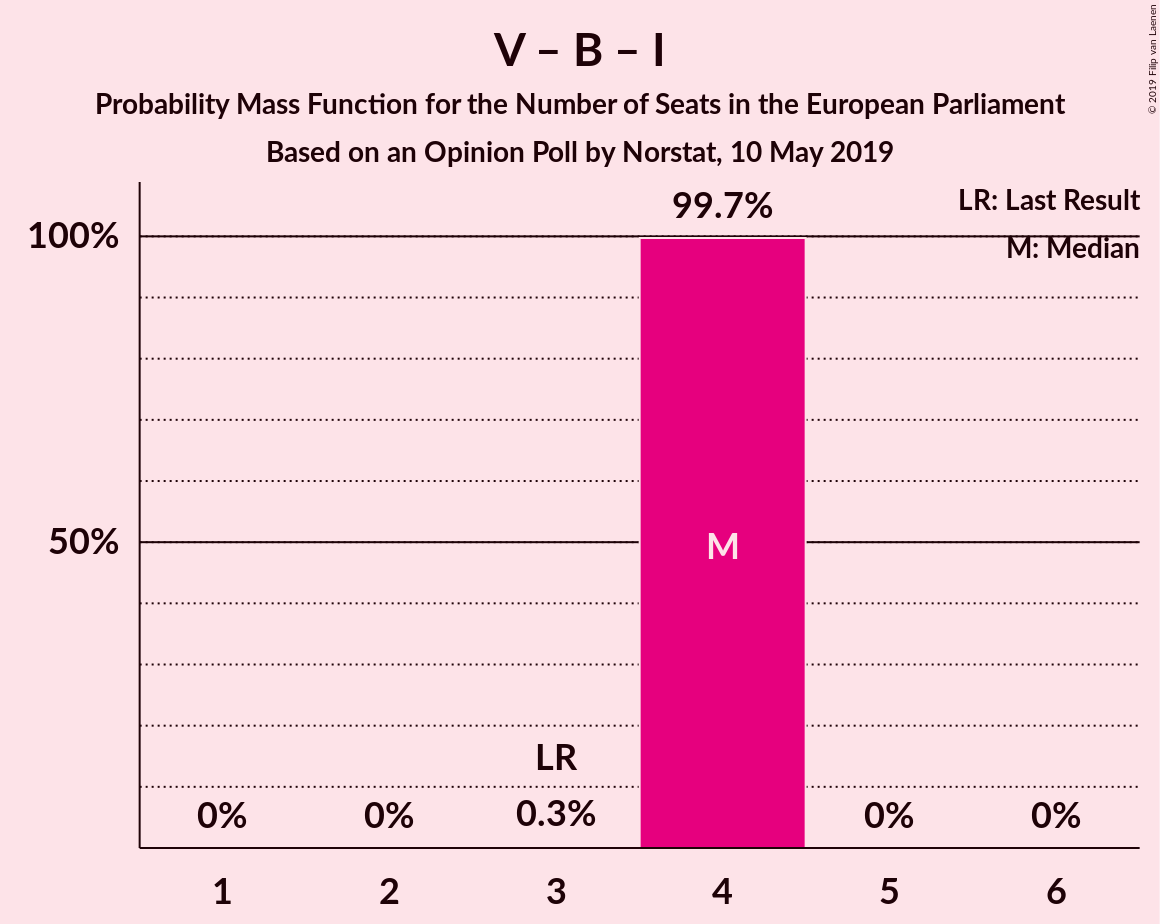 V – B – I
Probability Mass Function for the Number of Seats in the European Parliament
Based on an Opinion Poll by Norstat, 10 May 2019
© 2019 Filip van Laenen
LR: Last Result
M: Median
99.7%
100%
50%
M
LR
0% 0% 0.3% 0% 0%
1 2 3 4 5 6